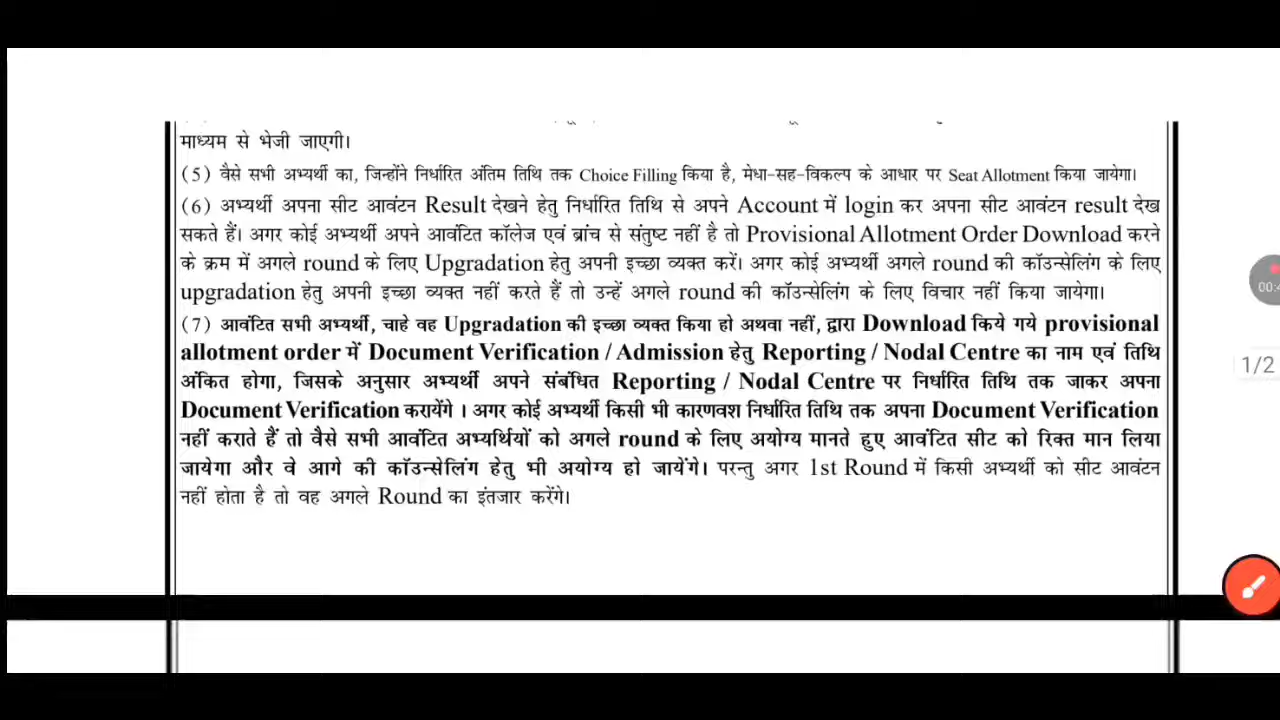 माध्यम से भेजी जाएगी।
(5) वैसे सभी अभ्यर्थी का, जिन्होंने निर्धारित अंतिम तिथि तक Choice Filling किया है, मेधा-सह-विकल्प के आधार पर Seat Allotment किया जायेगा।
(6) अभ्यर्थी अपना सीट आवंटन Result देखने हेतु निर्धारित तिथि से अपने Account में login कर अपना सीट आवंटन result देख
सकते हैं। अगर कोई अभ्यर्थी अपने आवंटित कॉलेज एवं ब्रांच से संतुष्ट नहीं है तो Provisional Allotment Order Download करने
के क्रम में अगले round के लिए Upgradation हेतु अपनी इच्छा व्यक्त करें। अगर कोई अभ्यर्थी अगले round की कॉउन्सेलिंग के लिए
upgradation हेतु अपनी इच्छा व्यक्त नहीं करते हैं तो उन्हें अगले round की कॉउन्सेलिंग के लिए विचार नहीं किया जायेगा।
(7) आवंटित सभी अभ्यर्थी, चाहे वह Upgradation की इच्छा व्यक्त किया हो अथवा नहीं, द्वारा Download किये गये provisional
allotment order में Document Verification / Admission हेतु Reporting / Nodal Centre का नाम एवं तिथि
अंकित होगा, जिसके अनुसार अभ्यर्थी अपने संबंधित Reporting / Nodal Centre पर निर्धारित तिथि तक जाकर अपना
Document Verification करायेंगे । अगर कोई अभ्यर्थी किसी भी कारणवश निर्धारित तिथि तक अपना Document Verification
नहीं कराते हैं तो वैसे सभी आवंटित अभ्यर्थियों को अगले round के लिए अयोग्य मानते हुए आवंटित सीट को रिक्त मान लिया
जायेगा और वे आगे की कॉउन्सेलिंग हेतु भी अयोग्य हो जायेंगे। परन्तु अगर 1st Round में किसी अभ्यर्थी को सीट आवंटन
नहीं होता है तो वह अगले Round का इंतजार करेंगे।
1/2